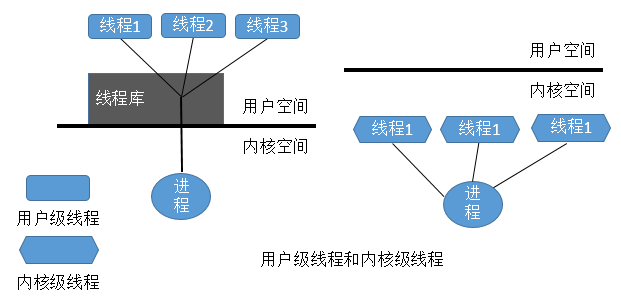 线程1
线程2
线程3
线程库
用户空间
内核空间
进
程
用户级线程
内核级线程
用户空间
内核空间
线程1
线程1
线程1
进
程
用户级线程和内核级线程